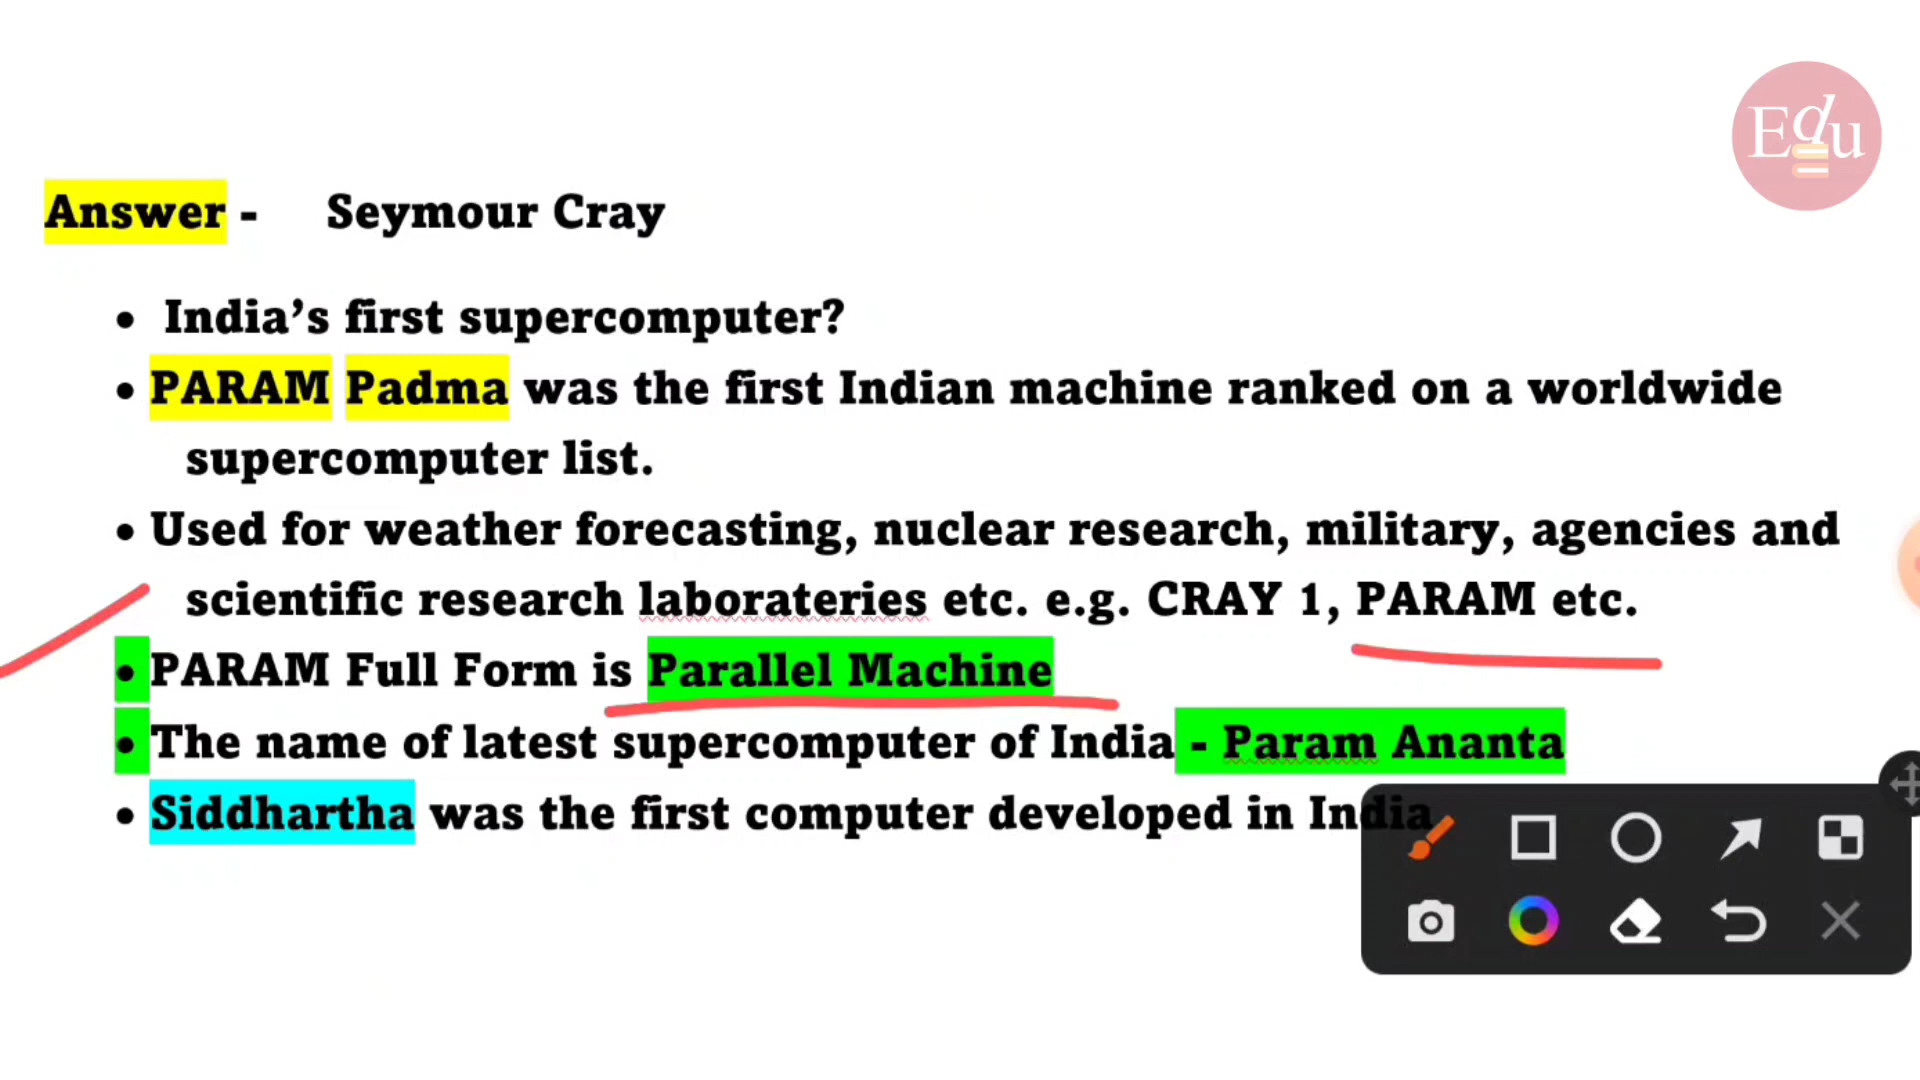 Edu
Answer - Seymour Cray
• India’s first supercomputer?
• PARAM Padma was the first Indian machine ranked on a worldwide
supercomputer list.
• Used for weather forecasting, nuclear research, military, agencies and
scientific research laborateries etc. e.g. CRAY 1, PARAM etc.
• PARAM Full Form is Parallel Machine
• The name of latest supercomputer of India - Param Ananta
• Siddhartha was the first computer developed in India